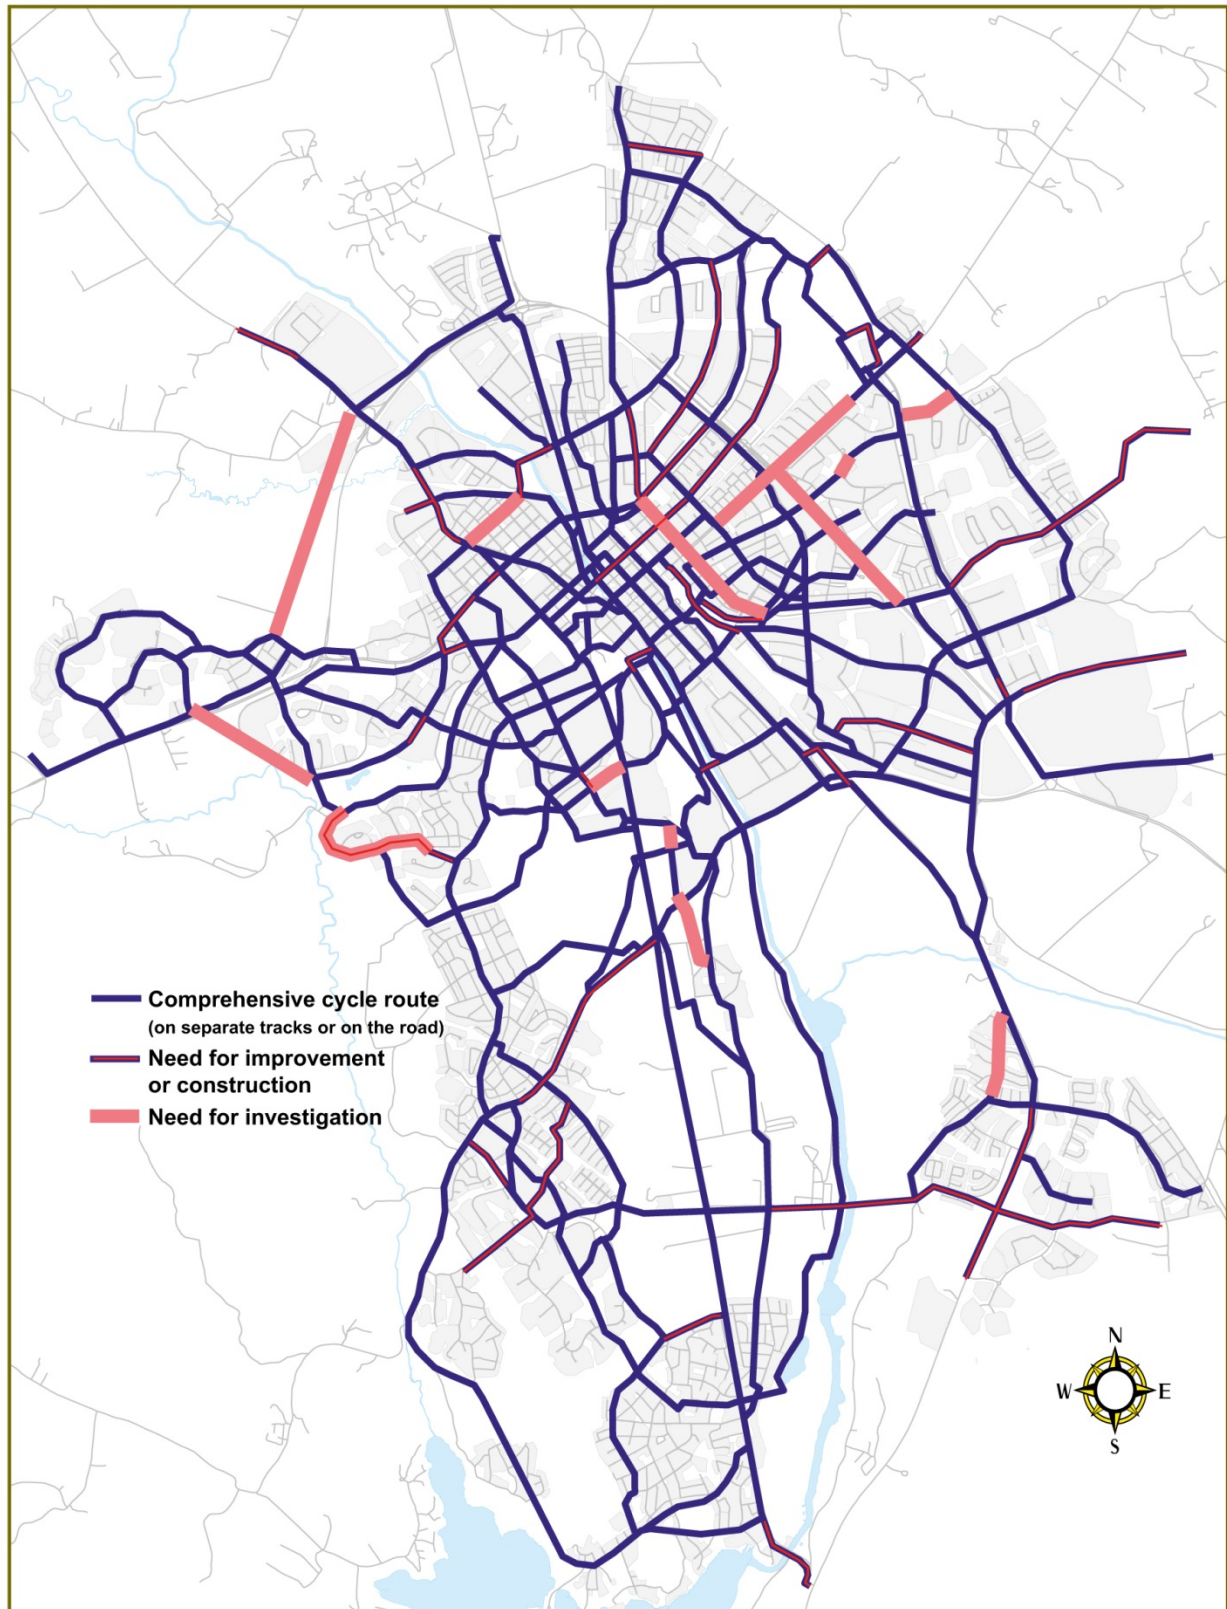 Comprehensive cycle route
(on separate tracks or on the road)
Need for improvement
or construction
Need for investigation
N
W E
S